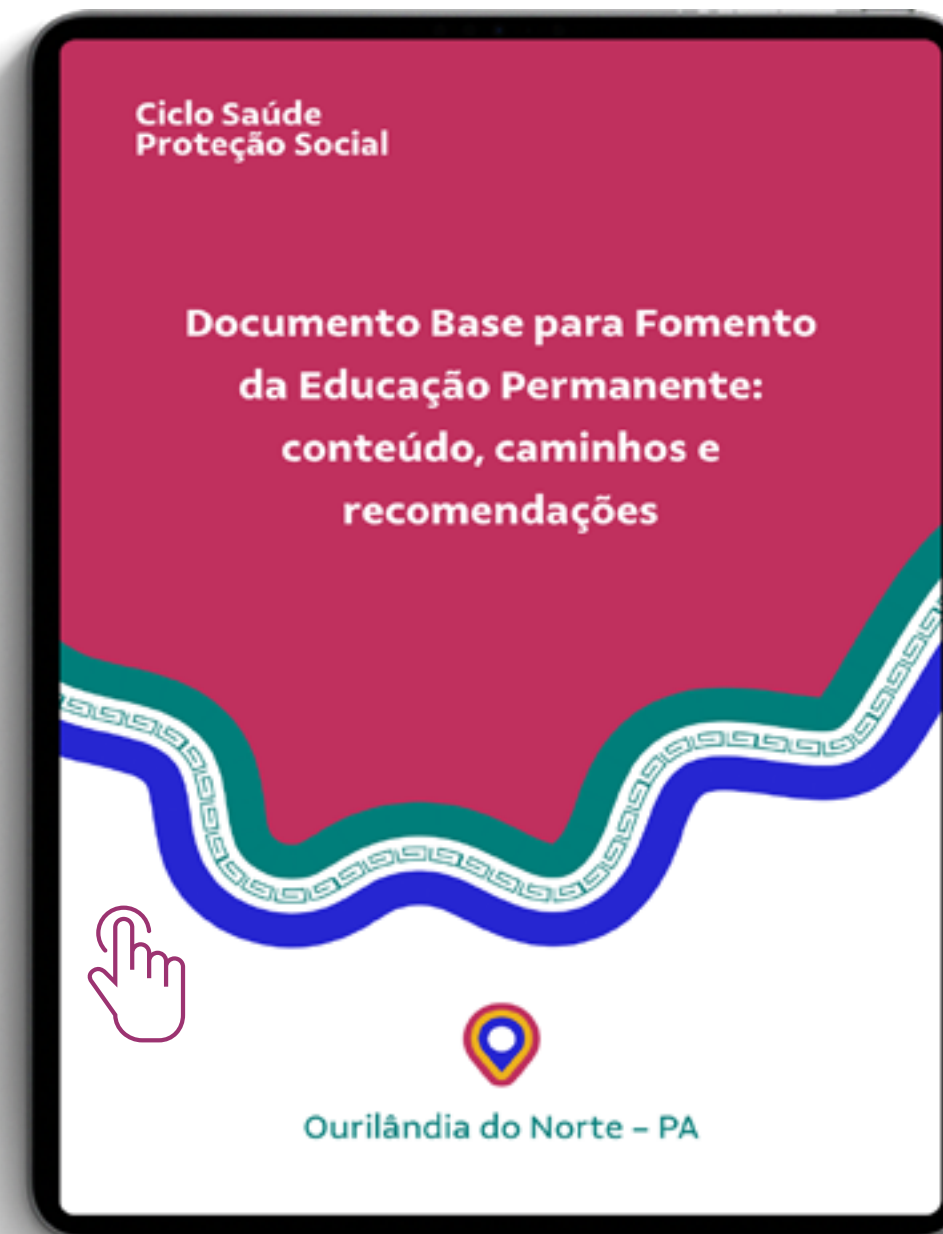 Ciclo Saúde
Proteção Social
Documento Base para Fomento
da Educação Permanente:
conteúdo, caminhos e
recomendações
Ourilândia do Norte – PA